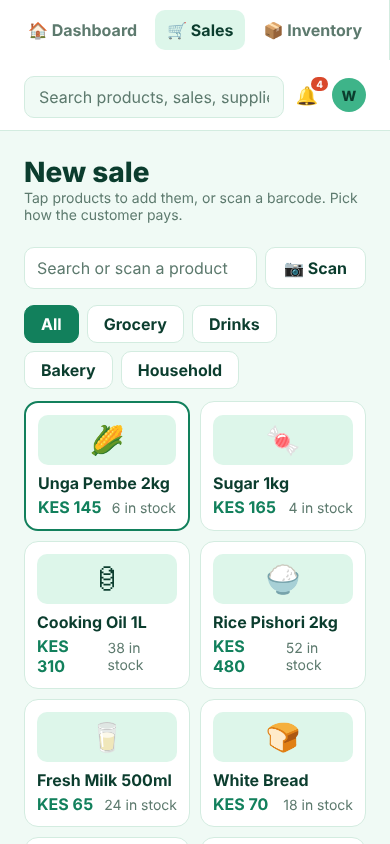 🏠 Dashboard 🛒 Sales 📦 Inventory
Search products, sales, supplie
🔔 4 W
New sale
Tap products to add them, or scan a barcode. Pick
how the customer pays.
Search or scan a product 📷 Scan
All Grocery Drinks
Bakery Household
Unga Pembe 2kg
KES 145 6 in stock
Sugar 1kg
KES 165 4 in stock
Cooking Oil 1L
KES 310 38 in stock
Rice Pishori 2kg
KES 480 52 in stock
Fresh Milk 500ml
KES 65 24 in stock
White Bread
KES 70 18 in stock